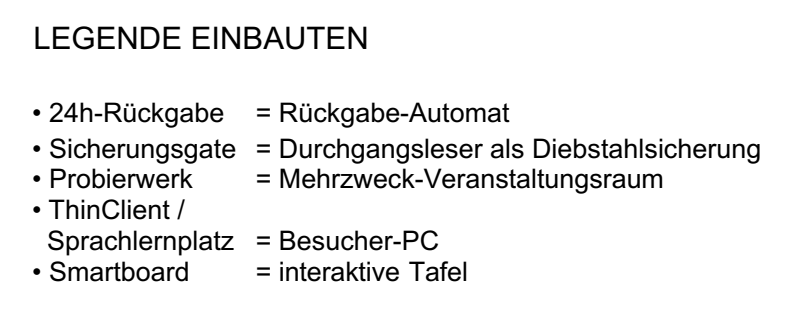 LEGENDE EINBAUTEN
• 24h-Rückgabe = Rückgabe-Automat
• Sicherungsgate = Durchgangsleser als Diebstahlsicherung
• Probierwerk = Mehrzweck-Veranstaltungsraum
• ThinClient /
Sprachlernplatz = Besucher-PC
• Smartboard = interaktive Tafel